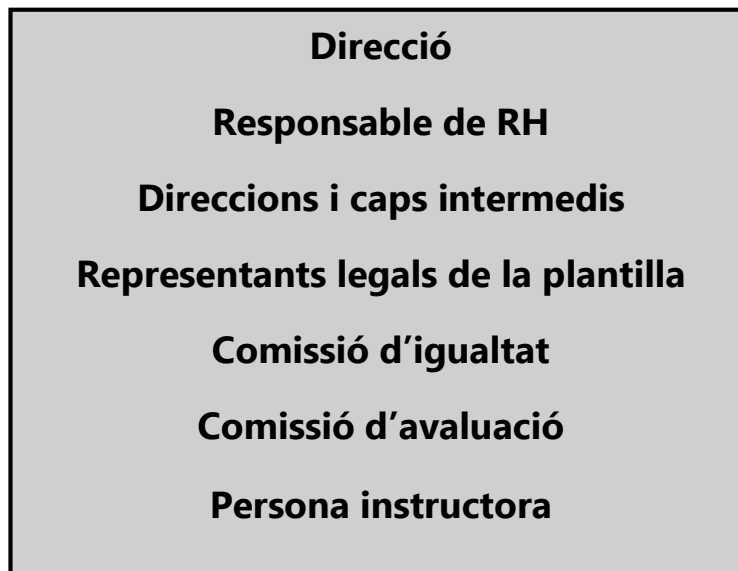 Direcció
Responsable de RH
Direccions i caps intermedis
Representants legals de la plantilla
Comissió d’igualtat
Comissió d’avaluació
Persona instructora